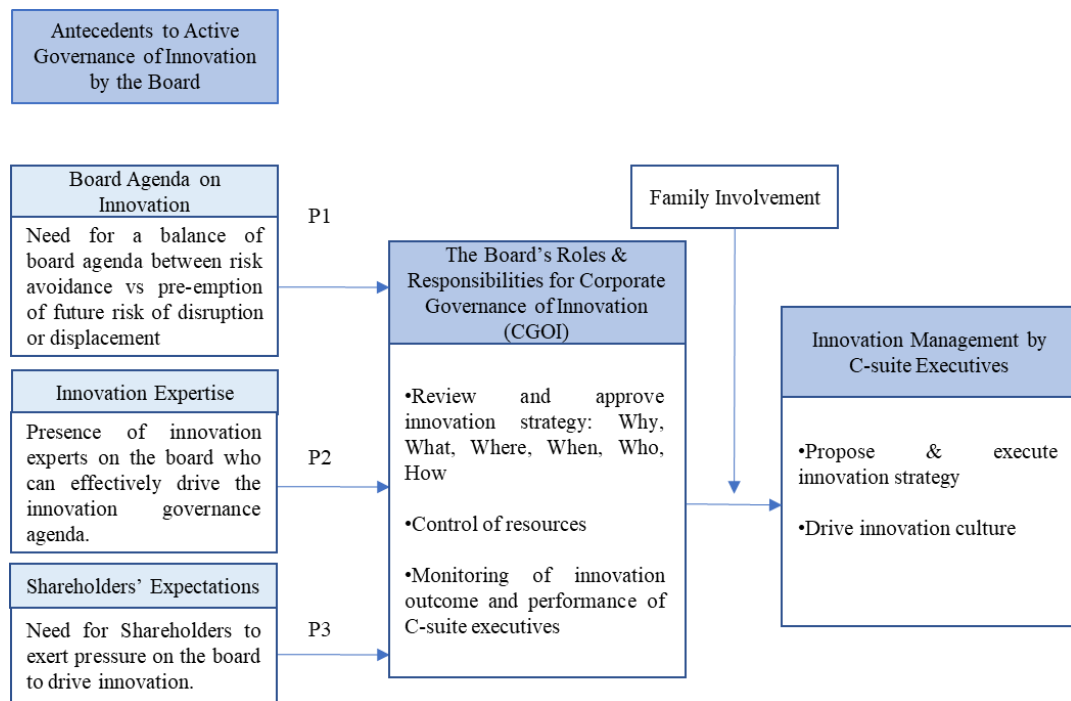 Antecedents to Active
Governance of Innovation
by the Board
Board Agenda on
Innovation
Need for a balance of
board agenda between risk
avoidance vs pre-emption
of future risk of disruption
or displacement
P1
Innovation Expertise
Presence of innovation
experts on the board who
can effectively drive the
innovation governance
agenda.
P2
Shareholders’ Expectations
Need for Shareholders to
exert pressure on the board
to drive innovation.
P3
The Board’s Roles &
Responsibilities for Corporate
Governance of Innovation
(CGOI)
•Review and approve
innovation strategy: Why,
What, Where, When, Who,
How
•Control of resources
•Monitoring of innovation
outcome and performance of
C-suite executives
Family Involvement
Innovation Management by
C-suite Executives
•Propose & execute
innovation strategy
•Drive innovation culture